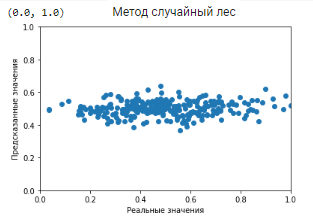 (0.0, 1.0)
Метод случайный лес
1.0
0.8
0.6
0.4
0.2
0.0
Предсказанные значения
0.0 0.2 0.4 0.6 0.8 1.0
Реальные значения